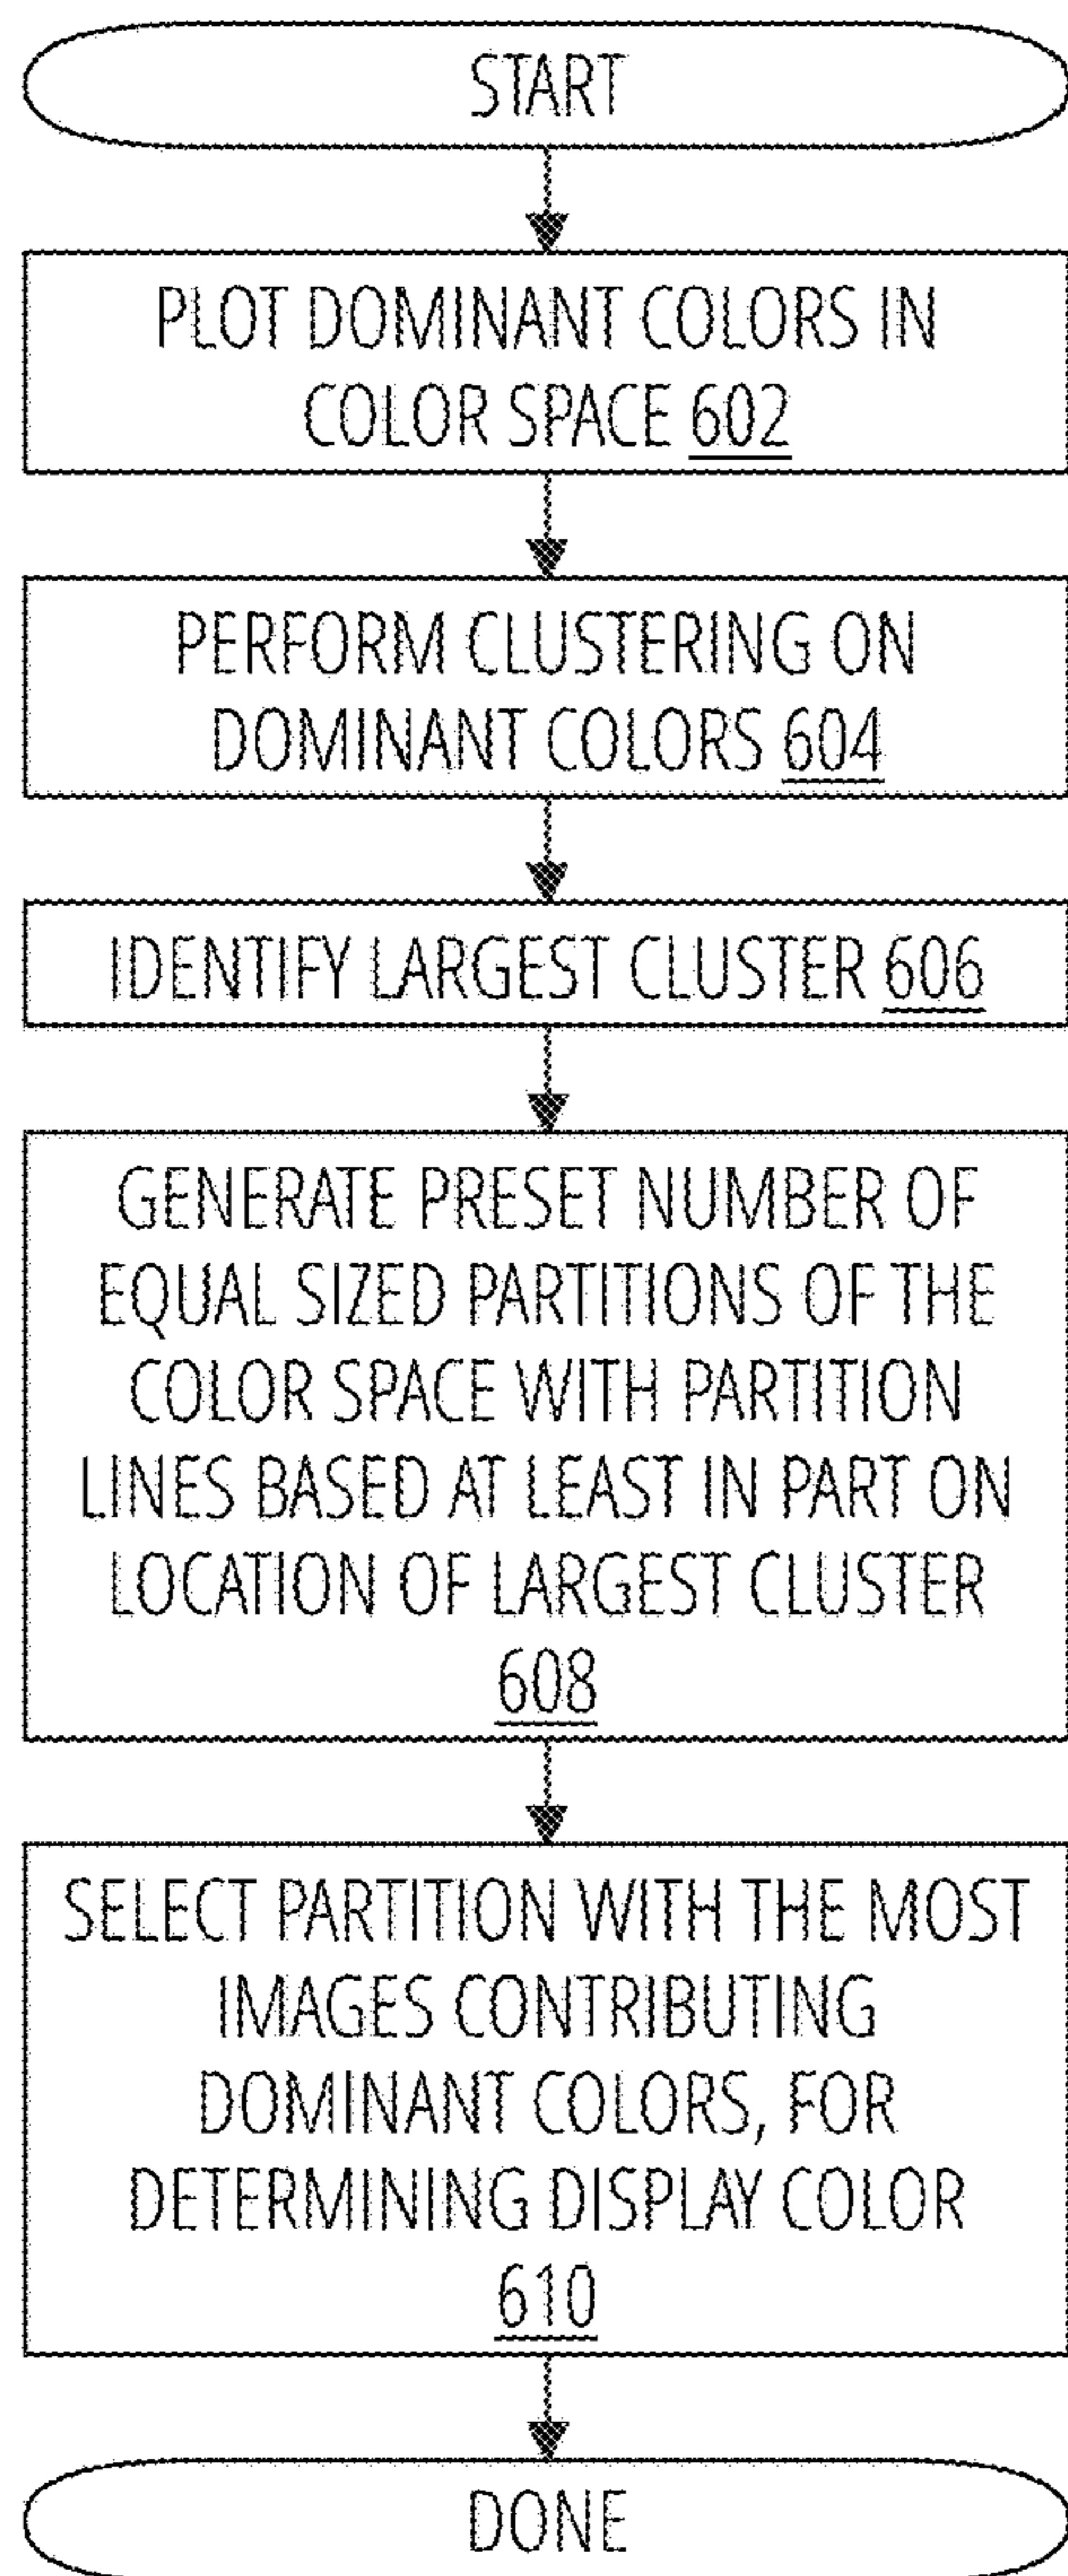 START
PLOT DOMINANT COLORS IN
COLOR SPACE 602
PERFORM CLUSTERING ON
DOMINANT COLORS 604
IDENTIFY LARGEST CLUSTER 606
GENERATE PRESET NUMBER OF
EQUAL SIZED PARTITIONS OF THE
COLOR SPACE WITH PARTITION
LINES BASED AT LEAST IN PART ON
LOCATION OF LARGEST CLUSTER
608
SELECT PARTITION WITH THE MOST
IMAGES CONTRIBUTING
DOMINANT COLORS, FOR
DETERMINING DISPLAY COLOR
610
DONE